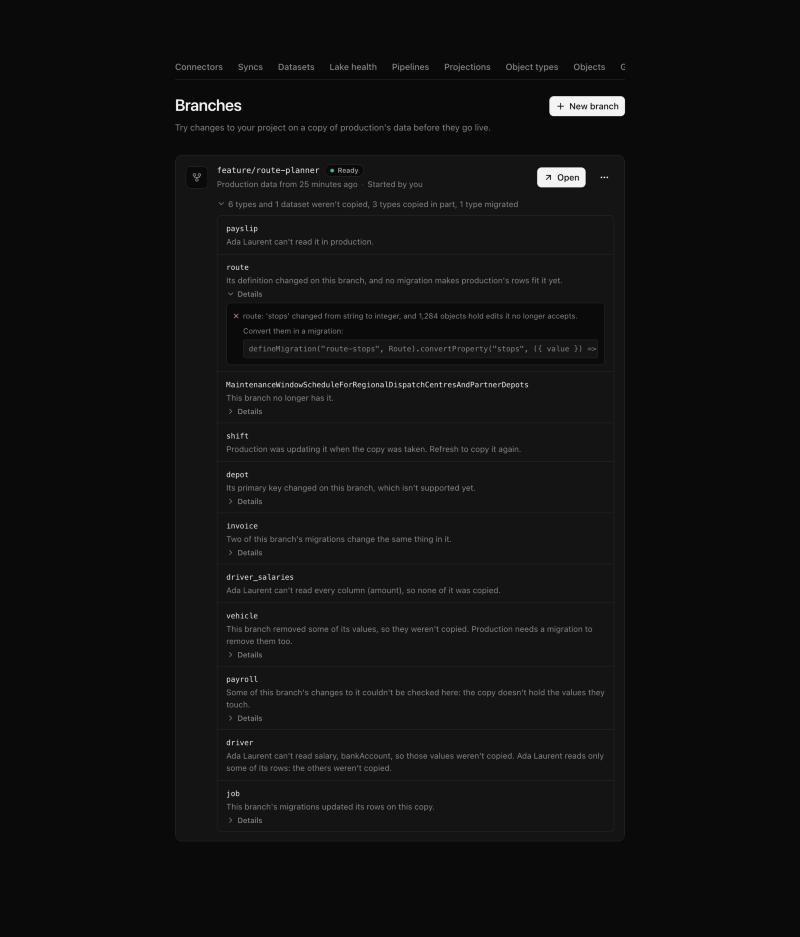 Connectors Syncs Datasets Lake health Pipelines Projections Object types Objects
Branches
New branch
Try changes to your project on a copy of production's data before they go live.
feature/route-planner Ready
Open
Production data from 25 minutes ago · Started by you
6 types and 1 dataset weren't copied, 3 types copied in part, 1 type migrated
payslip
Ada Laurent can't read it in production.
route
Its definition changed on this branch, and no migration makes production's rows fit it yet.
Details
route: 'stops' changed from string to integer, and 1,284 objects hold edits it no longer accepts.
Convert them in a migration:
defineMigration("route-stops", Route).convertProperty("stops", ({ value }) =>
MaintenanceWindowScheduleForRegionalDispatchCentresAndPartnerDepots
This branch no longer has it.
Details
shift
Production was updating it when the copy was taken. Refresh to copy it again.
depot
Its primary key changed on this branch, which isn't supported yet.
Details
invoice
Two of this branch's migrations change the same thing in it.
Details
driver_salaries
Ada Laurent can't read every column (amount), so none of it was copied.
vehicle
This branch removed some of its values, so they weren't copied. Production needs a migration to
remove them too.
Details
payroll
Some of this branch's changes to it couldn't be checked here: the copy doesn't hold the values they
touch.
Details
driver
Ada Laurent can't read salary, bankAccount, so those values weren't copied. Ada Laurent reads only
some of its rows: the others weren't copied.
job
This branch's migrations updated its rows on this copy.
Details